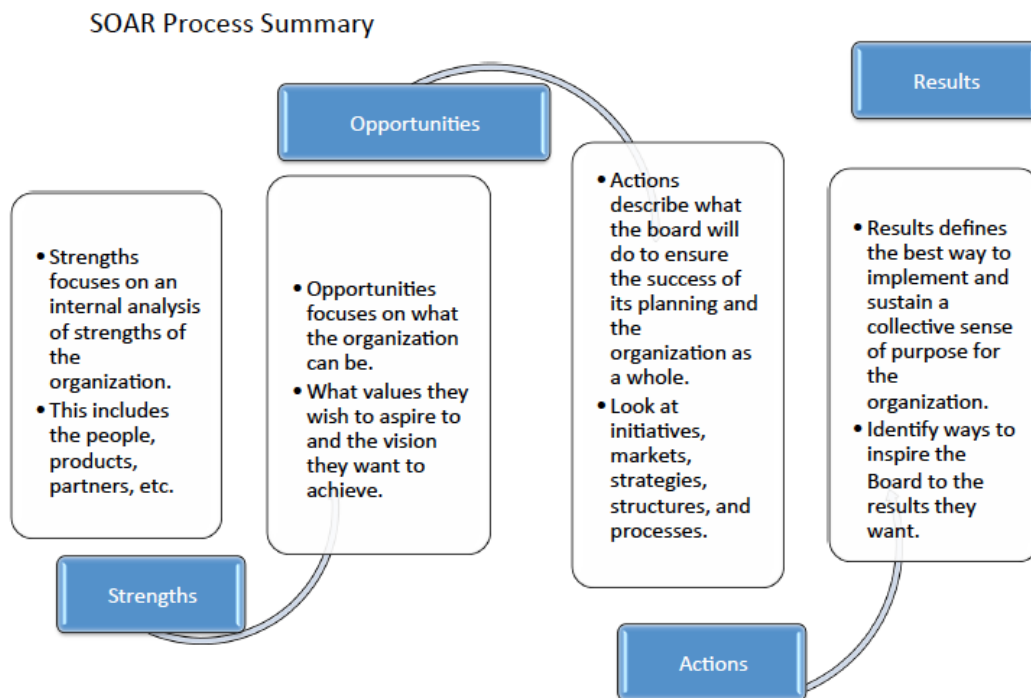 SOAR Process Summary
Strengths
• Strengths
focuses on an
internal analysis
of strengths of
the
organization.
• This includes
the people,
products,
partners, etc.
Opportunities
• Opportunities
focuses on what
the organization
can be.
• What values they
wish to aspire to
and the vision
they want to
achieve.
Actions
• Actions
describe what
the board will
do to ensure
the success of
its planning and
the
organization as
a whole.
• Look at
initiatives,
markets,
strategies,
structures, and
processes.
Results
• Results defines
the best way to
implement and
sustain a
collective sense
of purpose for
the
organization.
• Identify ways to
inspire the
Board to the
results they
want.